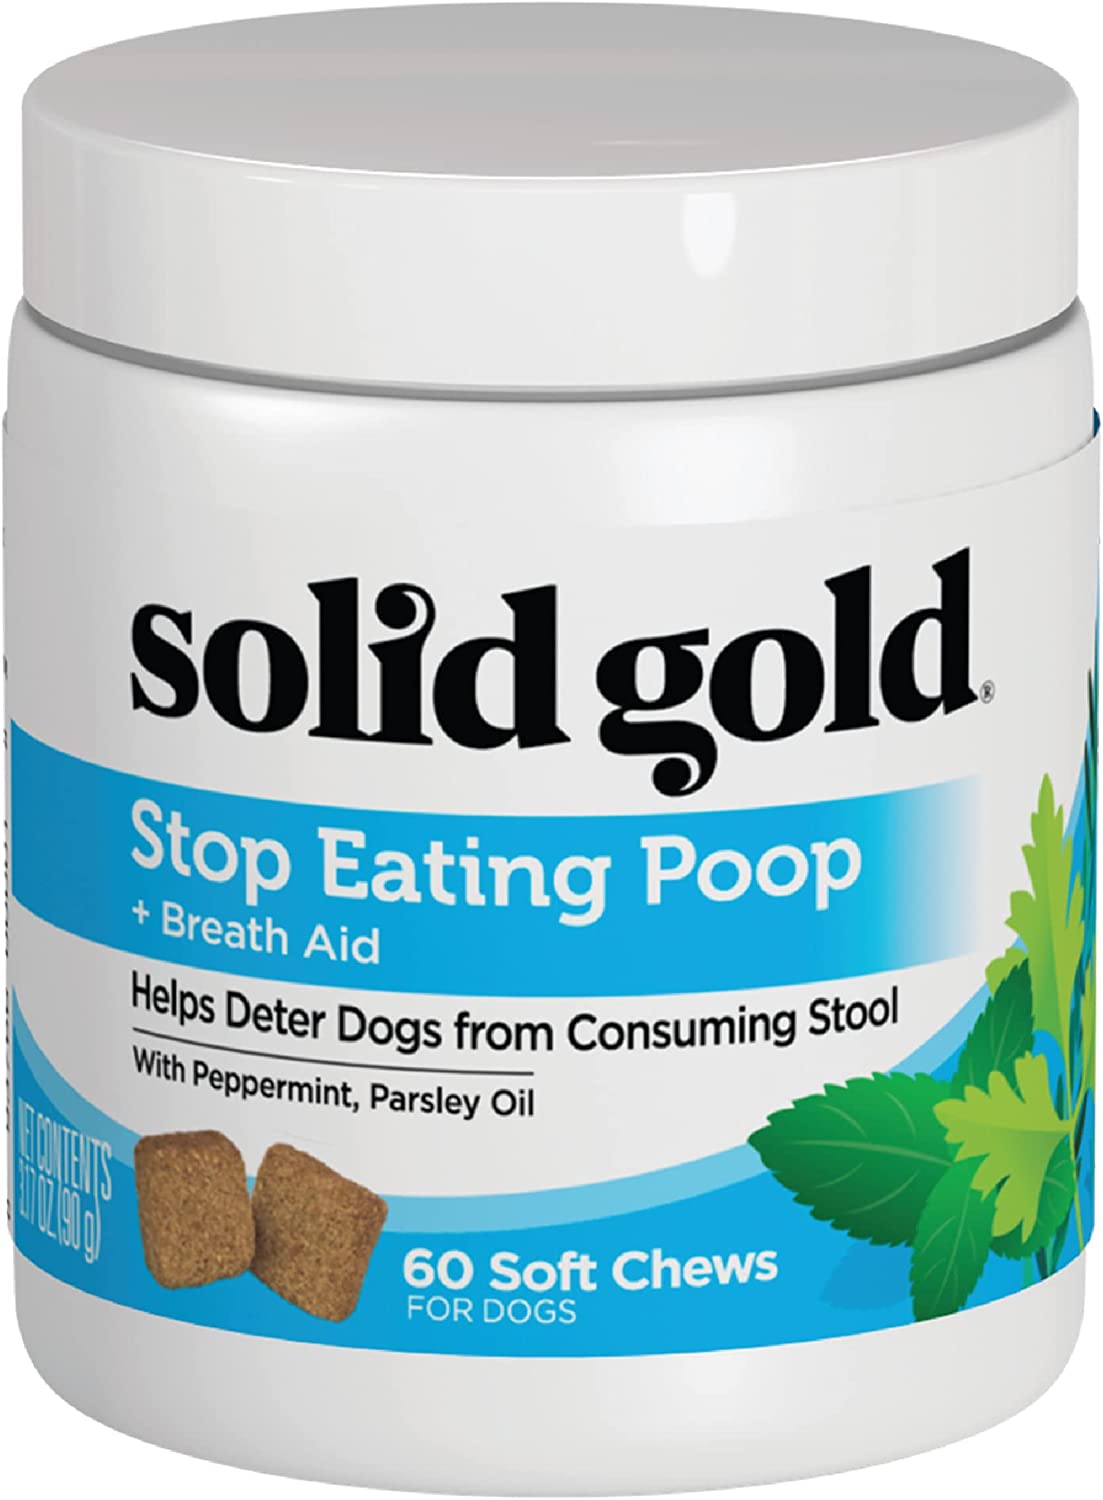 solid gold®
Stop Eating Poop
+ Breath Aid
Helps Deter Dogs from Consuming Stool
With Peppermint, Parsley Oil
NET CONTENTS
3.17 OZ (90 g)
60 Soft Chews
FOR DOGS